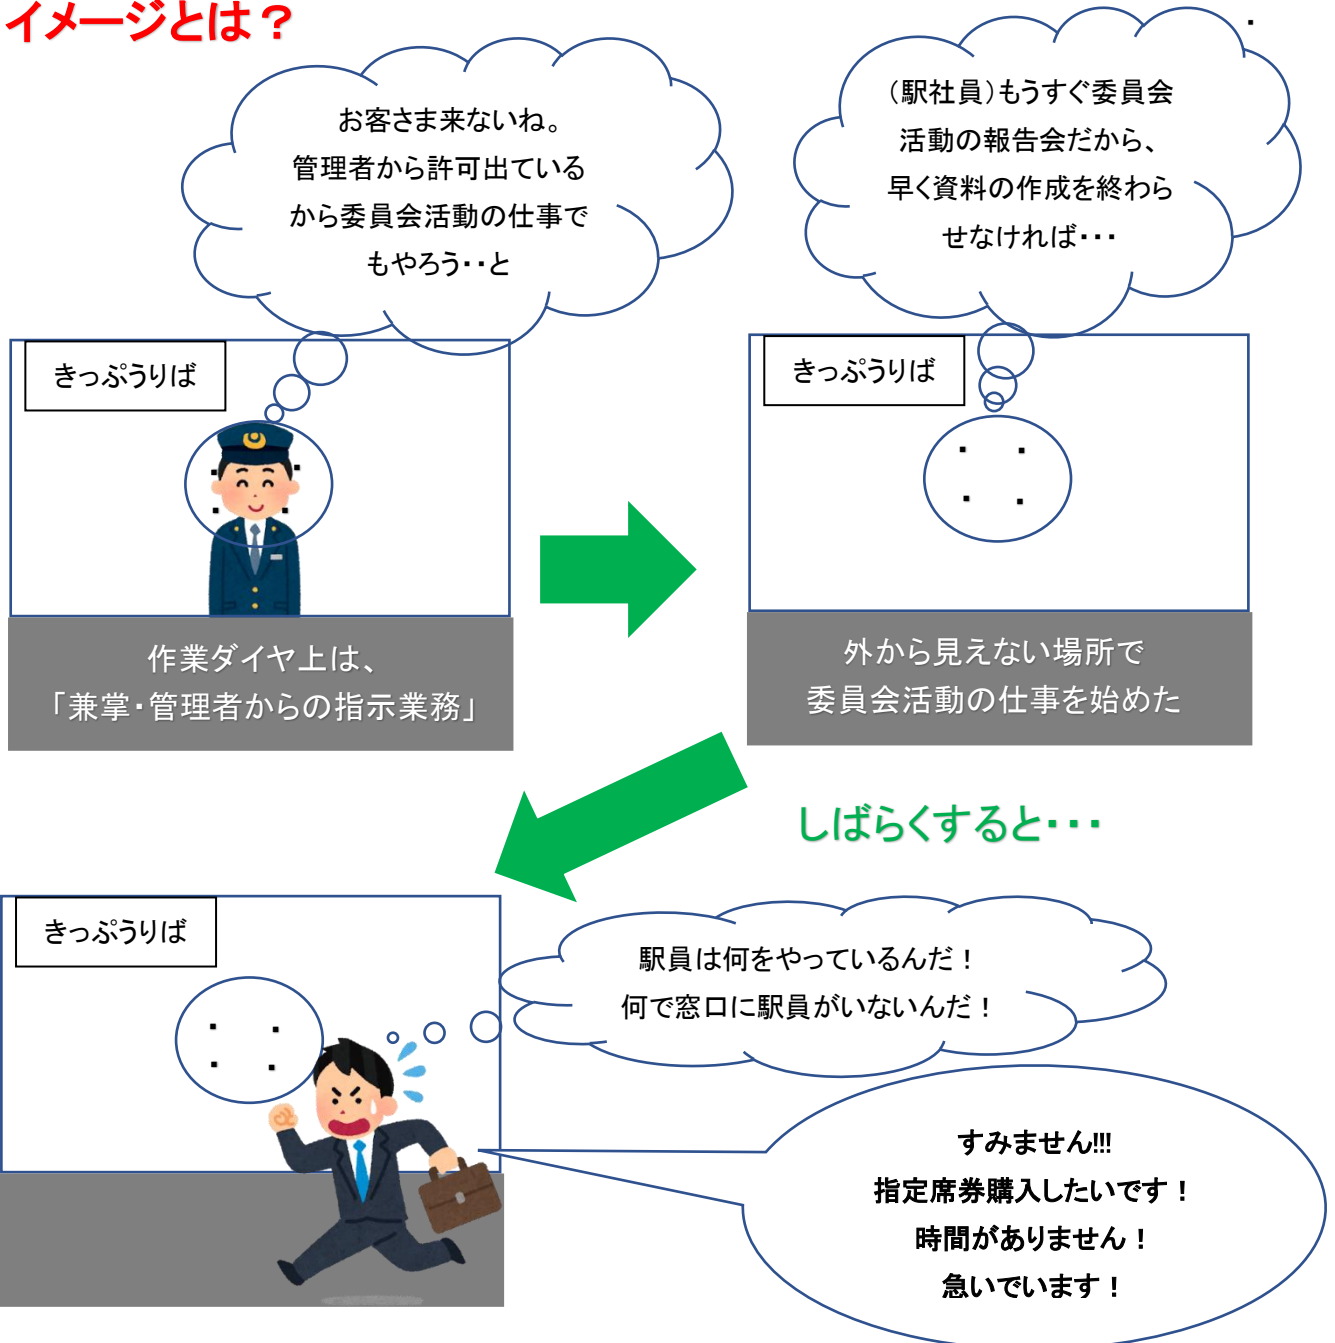 イメージとは？
お客さま来ないね。
管理者から許可出ている
から委員会活動の仕事で
もやろう・・と
（駅社員）もうすぐ委員会
活動の報告会だから、
早く資料の作成を終わら
せなければ・・・
きっぷうりば
きっぷうりば
作業ダイヤ上は、
「兼掌・管理者からの指示業務」
外から見えない場所で
委員会活動の仕事を始めた
しばらくすると・・・
きっぷうりば
駅員は何をやっているんだ！
何で窓口に駅員がいないんだ！
すみません!!!
指定席券購入したいです！
時間がありません！
急いでいます！